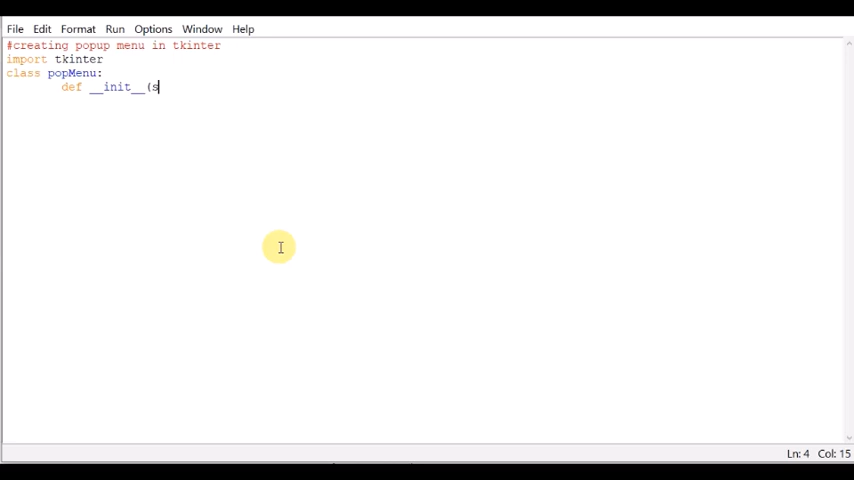 File Edit Format Run Options Window Help
#creating popup menu in tkinter
import tkinter
class popMenu:
def __init__(s
Ln: 4 Col: 15